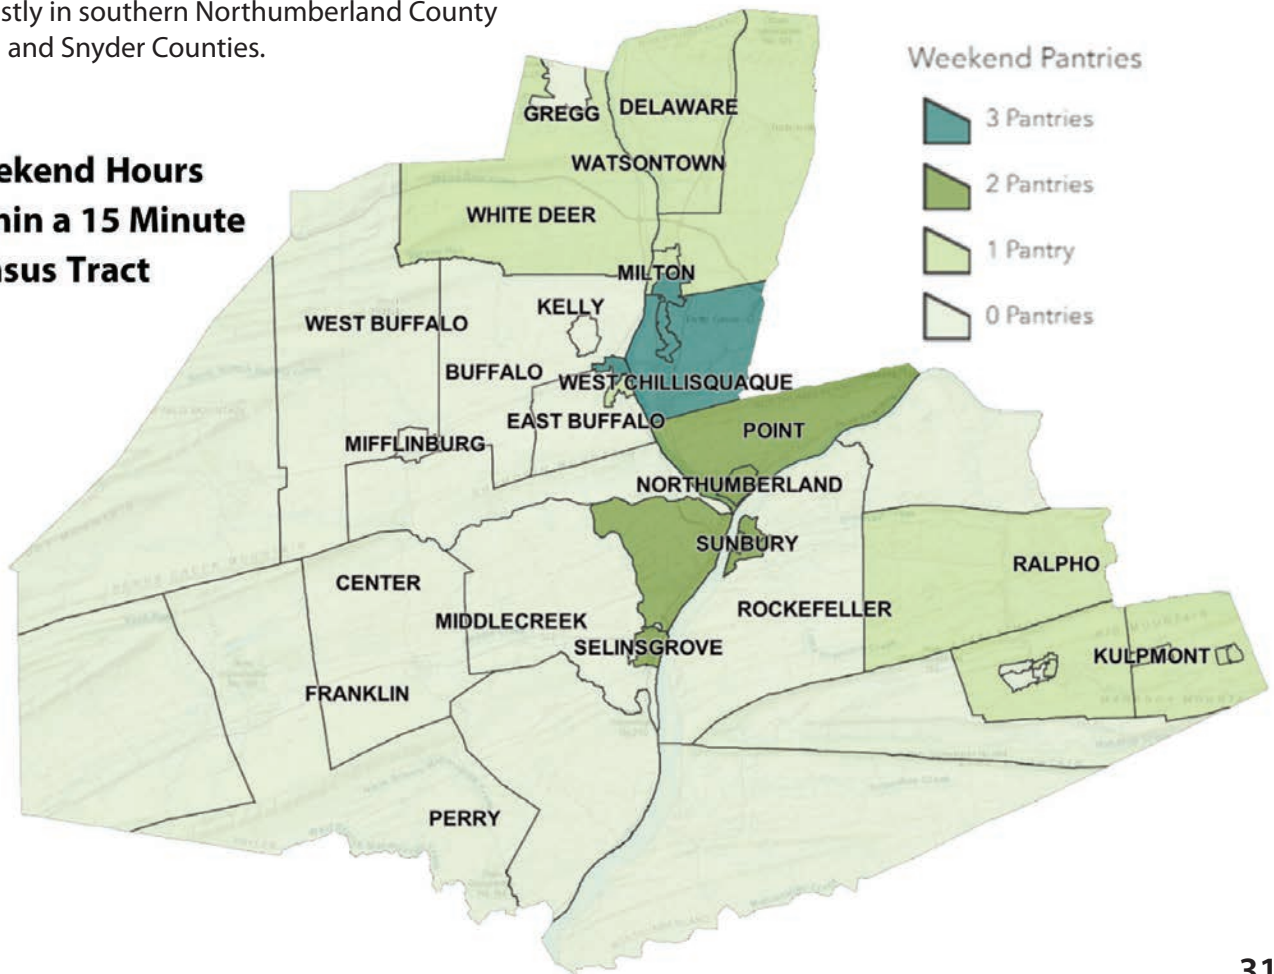 stly in southern Northumberland County
and Snyder Counties.
ekend Hours
hin a 15 Minute
sus Tract
Weekend Pantries
3 Pantries
2 Pantries
1 Pantry
0 Pantries
GREGG
DELAWARE
WATSONTOWN
WHITE DEER
MILTON
KELLY
WEST BUFFALO
BUFFALO
WEST CHILLISQUAQUE
EAST BUFFALO
POINT
MIFFLINBURG
NORTHUMBERLAND
SUNBURY
RALPHO
CENTER
ROCKEFELLER
MIDDLECREEK
SELINSGROVE
KULPMONT
FRANKLIN
PERRY
31